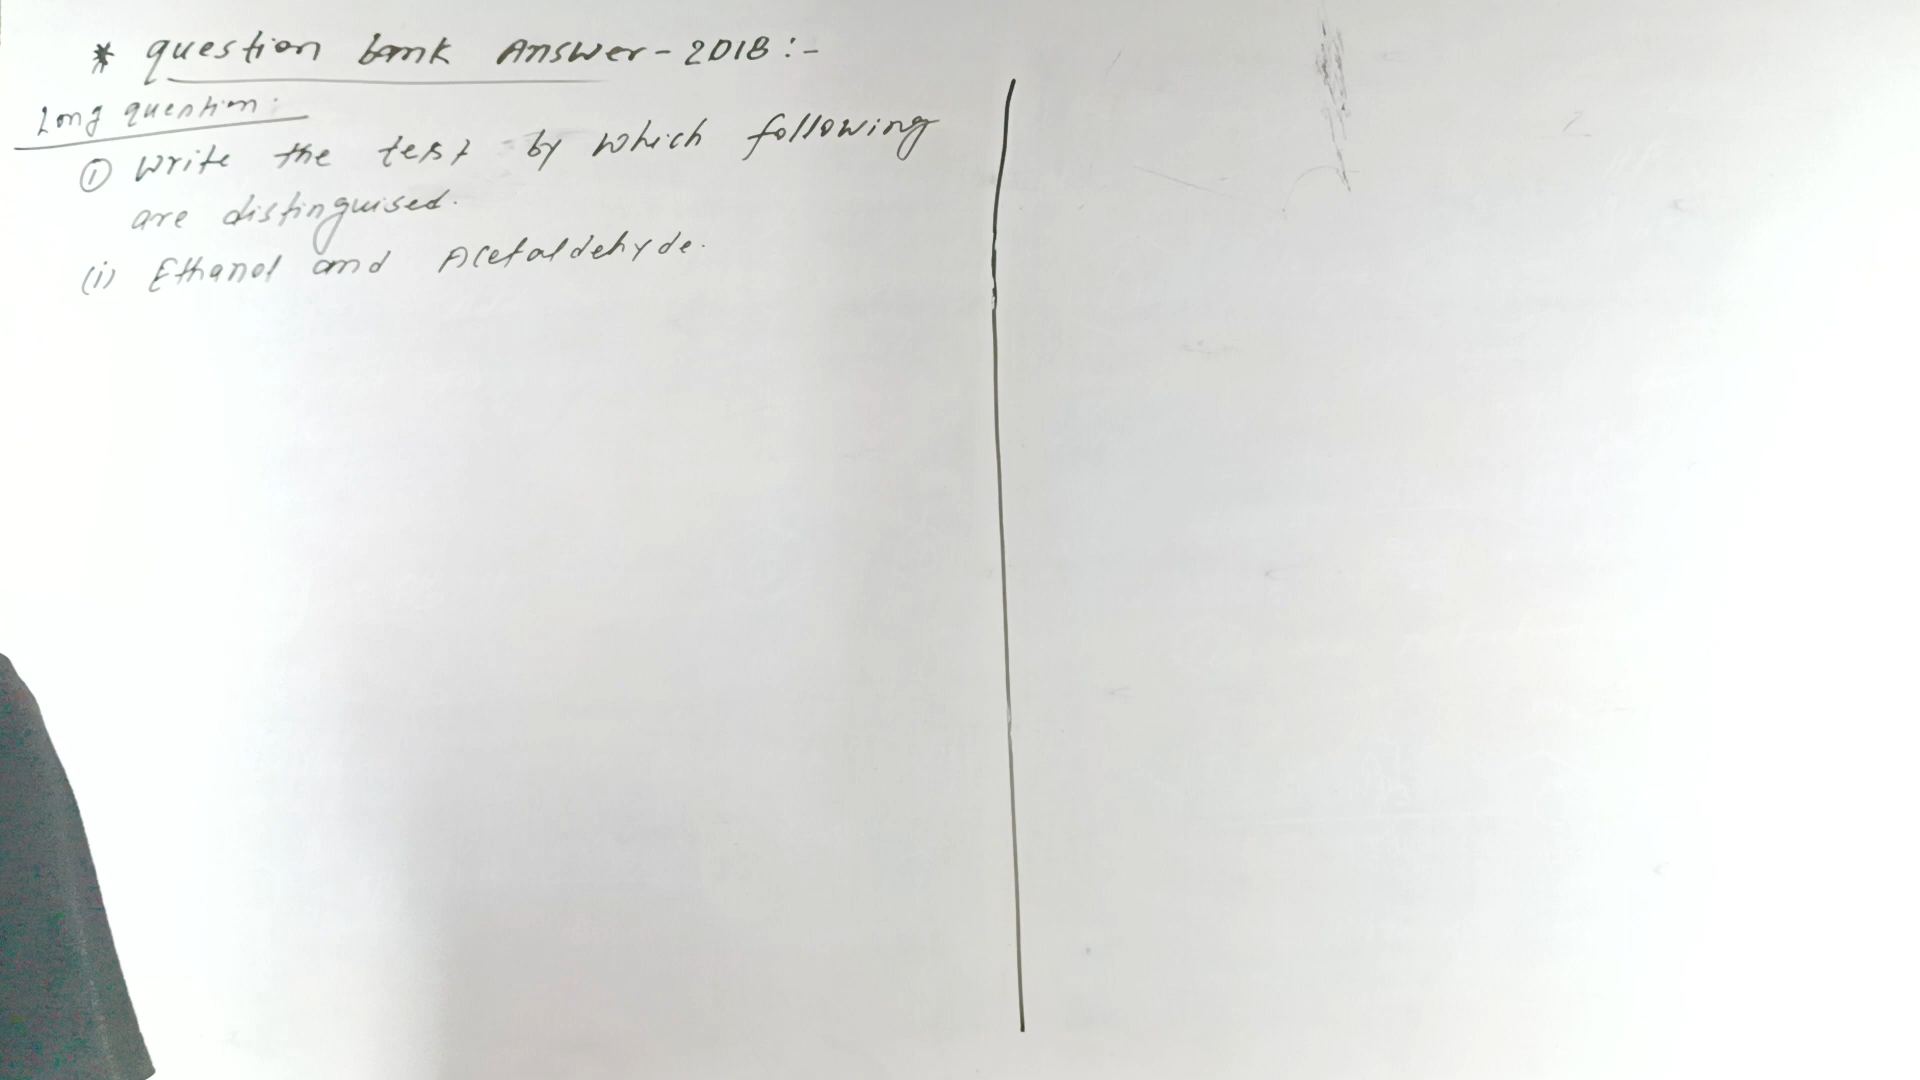 * question bank Answer - 2018 :-
Long question:
① Write the test by which following
are distinguised.
(i) Ethanol and Acetaldehyde.